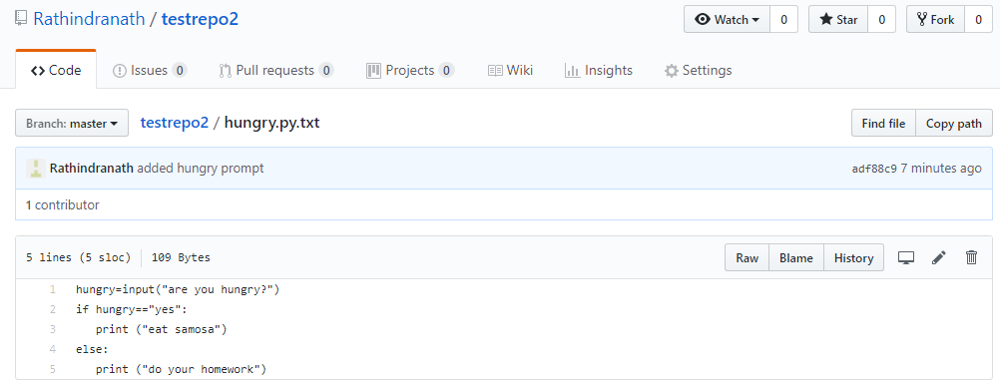 Rathindranath / testrepo2
Watch 0 Star 0 Fork 0
Code Issues 0 Pull requests 0 Projects 0 Wiki Insights Settings
Branch: master testrepo2 / hungry.py.txt Find file Copy path
Rathindranath added hungry prompt adf88c9 7 minutes ago
1 contributor
5 lines (5 sloc) 109 Bytes Raw Blame History
1 hungry=input("are you hungry?")
2 if hungry=="yes":
3    print ("eat samosa")
4 else:
5    print ("do your homework")